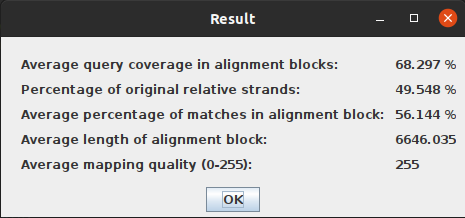 Result
Average query coverage in alignment blocks: 68.297 %
Percentage of original relative strands: 49.548 %
Average percentage of matches in alignment block: 56.144 %
Average length of alignment block: 6646.035
Average mapping quality (0-255): 255
OK